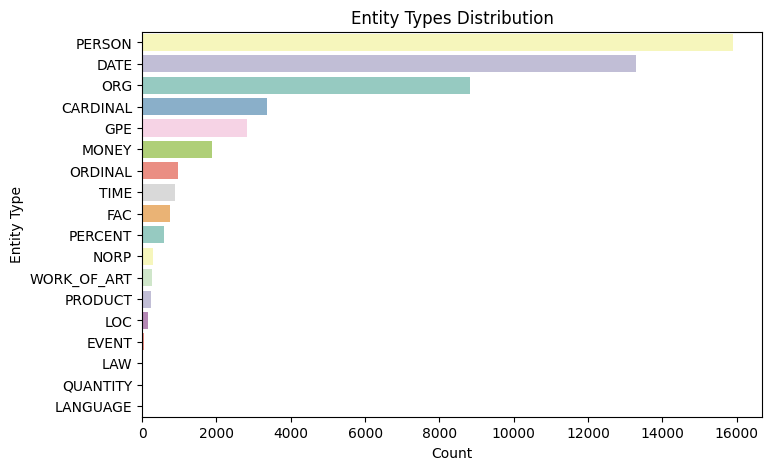 Entity Types Distribution
PERSON
DATE
ORG
CARDINAL
GPE
MONEY
ORDINAL
TIME
FAC
PERCENT
NORP
WORK_OF_ART
PRODUCT
LOC
EVENT
LAW
QUANTITY
LANGUAGE
Entity Type
0 2000 4000 6000 8000 10000 12000 14000 16000
Count